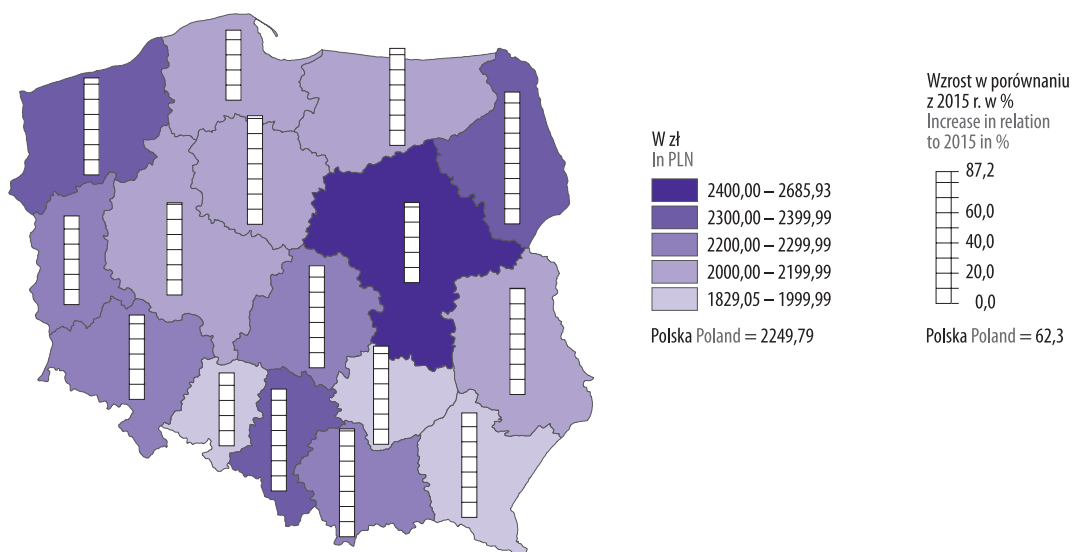 W zł
In PLN
2400,00 – 2685,93
2300,00 – 2399,99
2200,00 – 2299,99
2000,00 – 2199,99
1829,05 – 1999,99
Polska Poland = 2249,79
Wzrost w porównaniu
z 2015 r. w %
Increase in relation
to 2015 in %
87,2
60,0
40,0
20,0
0,0
Polska Poland = 62,3